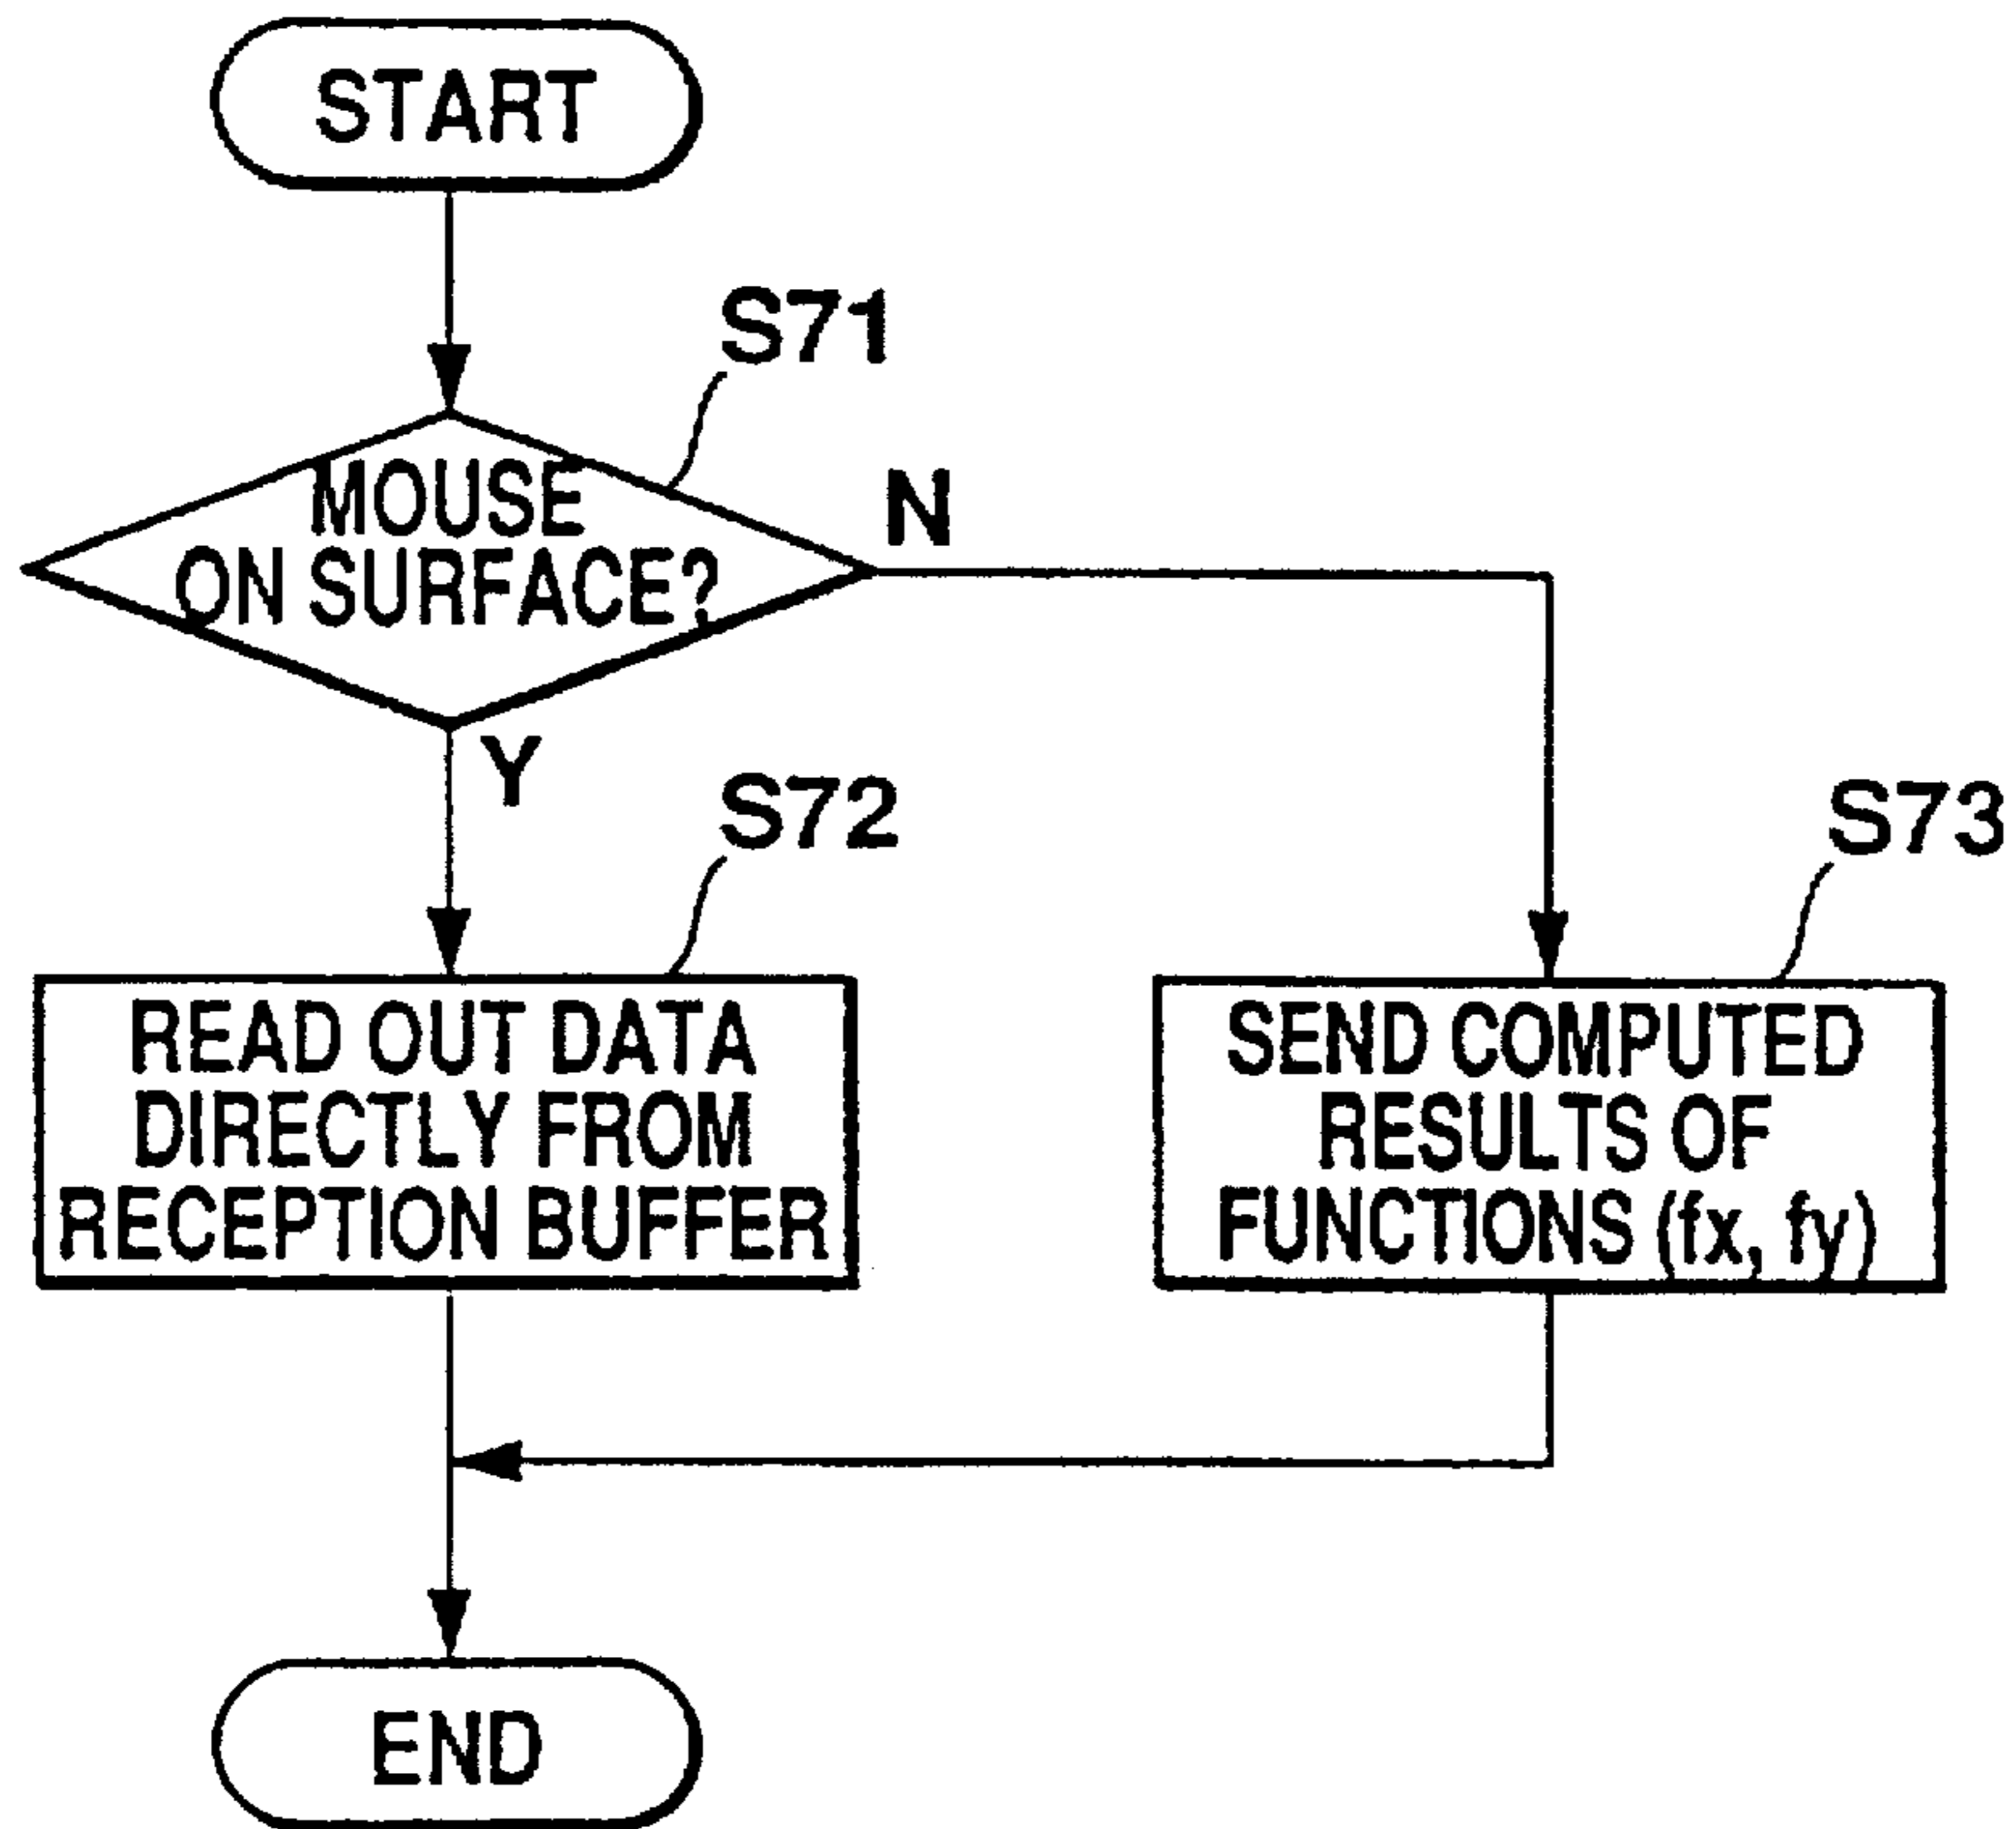 START
S71
MOUSE
ON SURFACE?
N
Y
S72
S73
READ OUT DATA
DIRECTLY FROM
RECEPTION BUFFER
SEND COMPUTED
RESULTS OF
FUNCTIONS (fx, fy)
END